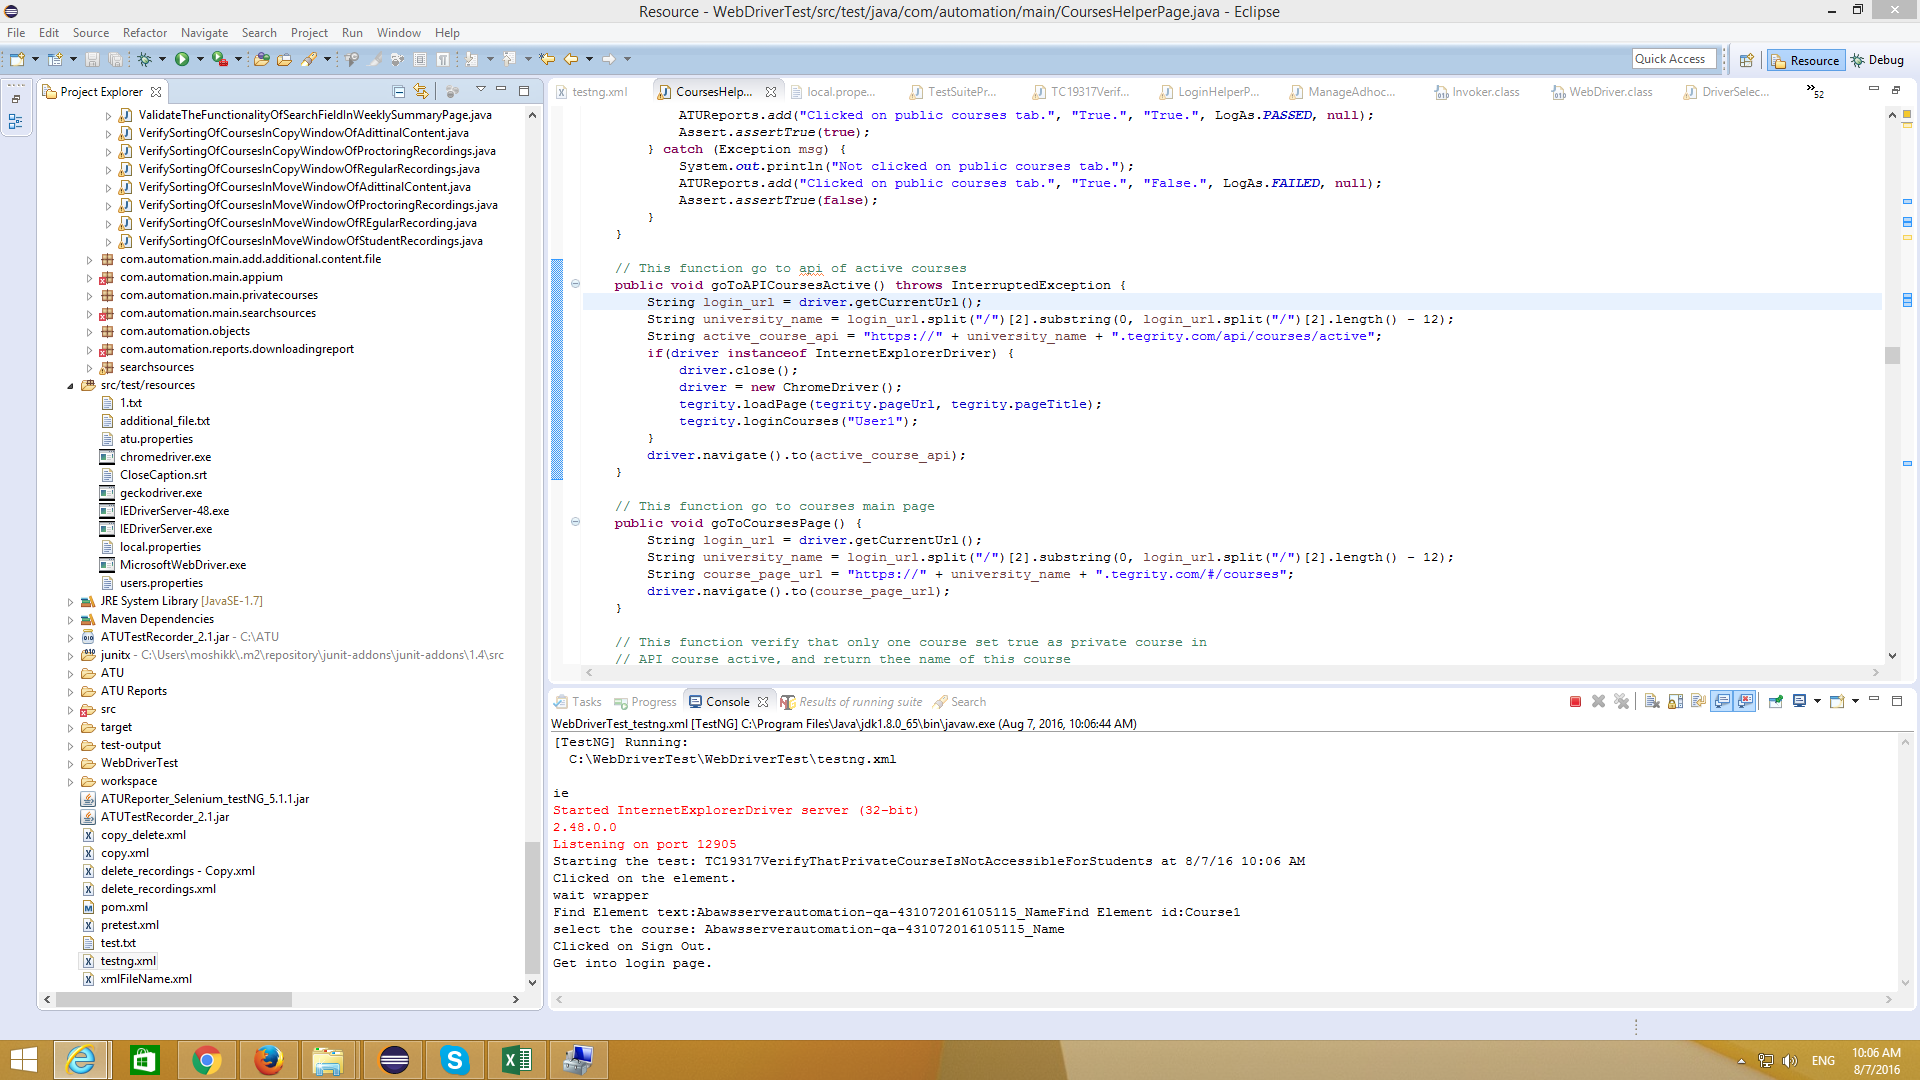 Resource - WebDriverTest/src/test/java/com/automation/main/CoursesHelperPage.java - Eclipse
File Edit Source Refactor Navigate Search Project Run Window Help
Quick Access
Resource
Debug
Project Explorer
ValidateTheFunctionalityOfSearchFieldInWeeklySummaryPage.java
VerifySortingOfCoursesInCopyWindowOfAdittinalContent.java
VerifySortingOfCoursesInCopyWindowOfProctoringRecordings.java
VerifySortingOfCoursesInCopyWindowOfRegularRecordings.java
VerifySortingOfCoursesInMoveWindowOfAdittinalContent.java
VerifySortingOfCoursesInMoveWindowOfProctoringRecordings.java
VerifySortingOfCoursesInMoveWindowOfREgularRecording.java
VerifySortingOfCoursesInMoveWindowOfStudentRecordings.java
com.automation.main.add.additional.content.file
com.automation.main.appium
com.automation.main.privatecourses
com.automation.main.searchsources
com.automation.objects
com.automation.reports.downloadingreport
searchsources
src/test/resources
1.txt
additional_file.txt
atu.properties
chromedriver.exe
CloseCaption.srt
geckodriver.exe
IEDriverServer-48.exe
IEDriverServer.exe
local.properties
MicrosoftWebDriver.exe
users.properties
JRE System Library [JavaSE-1.7]
Maven Dependencies
ATUTestRecorder_2.1.jar - C:\ATU
junitx - C:\Users\moshikk\.m2\repository\junit-addons\junit-addons\1.4\src
ATU
ATU Reports
src
target
test-output
WebDriverTest
workspace
ATUReporter_Selenium_testNG_5.1.1.jar
ATUTestRecorder_2.1.jar
copy_delete.xml
copy.xml
delete_recordings - Copy.xml
delete_recordings.xml
pom.xml
pretest.xml
test.txt
testng.xml
xmlFileName.xml
testng.xml CoursesHelp... local.prope... TestSuitePr... TC19317Verif... LoginHelperP... ManageAdhoc... Invoker.class WebDriver.class DriverSelec... »52
ATUReports.add("Clicked on public courses tab.", "True.", "True.", LogAs.PASSED, null);
Assert.assertTrue(true);
} catch (Exception msg) {
System.out.println("Not clicked on public courses tab.");
ATUReports.add("Clicked on public courses tab.", "True.", "False.", LogAs.FAILED, null);
Assert.assertTrue(false);
}
}
// This function go to api of active courses
public void goToAPICoursesActive() throws InterruptedException {
String login_url = driver.getCurrentUrl();
String university_name = login_url.split("/")[2].substring(0, login_url.split("/")[2].length() - 12);
String active_course_api = "https://" + university_name + ".tegrity.com/api/courses/active";
if(driver instanceof InternetExplorerDriver) {
driver.close();
driver = new ChromeDriver();
tegrity.loadPage(tegrity.pageUrl, tegrity.pageTitle);
tegrity.loginCourses("User1");
}
driver.navigate().to(active_course_api);
}
// This function go to courses main page
public void goToCoursesPage() {
String login_url = driver.getCurrentUrl();
String university_name = login_url.split("/")[2].substring(0, login_url.split("/")[2].length() - 12);
String course_page_url = "https://" + university_name + ".tegrity.com/#/courses";
driver.navigate().to(course_page_url);
}
// This function verify that only one course set true as private course in
// API course active, and return thee name of this course
Tasks Progress Console Results of running suite Search
WebDriverTest_testng.xml [TestNG] C:\Program Files\Java\jdk1.8.0_65\bin\javaw.exe (Aug 7, 2016, 10:06:44 AM)
[TestNG] Running:
C:\WebDriverTest\WebDriverTest\testng.xml
ie
Started InternetExplorerDriver server (32-bit)
2.48.0.0
Listening on port 12905
Starting the test: TC19317VerifyThatPrivateCourseIsNotAccessibleForStudents at 8/7/16 10:06 AM
Clicked on the element.
wait wrapper
Find Element text:Abawsserverautomation-qa-431072016105115_NameFind Element id:Course1
select the course: Abawsserverautomation-qa-431072016105115_Name
Clicked on Sign Out.
Get into login page.
ENG
10:06 AM
8/7/2016